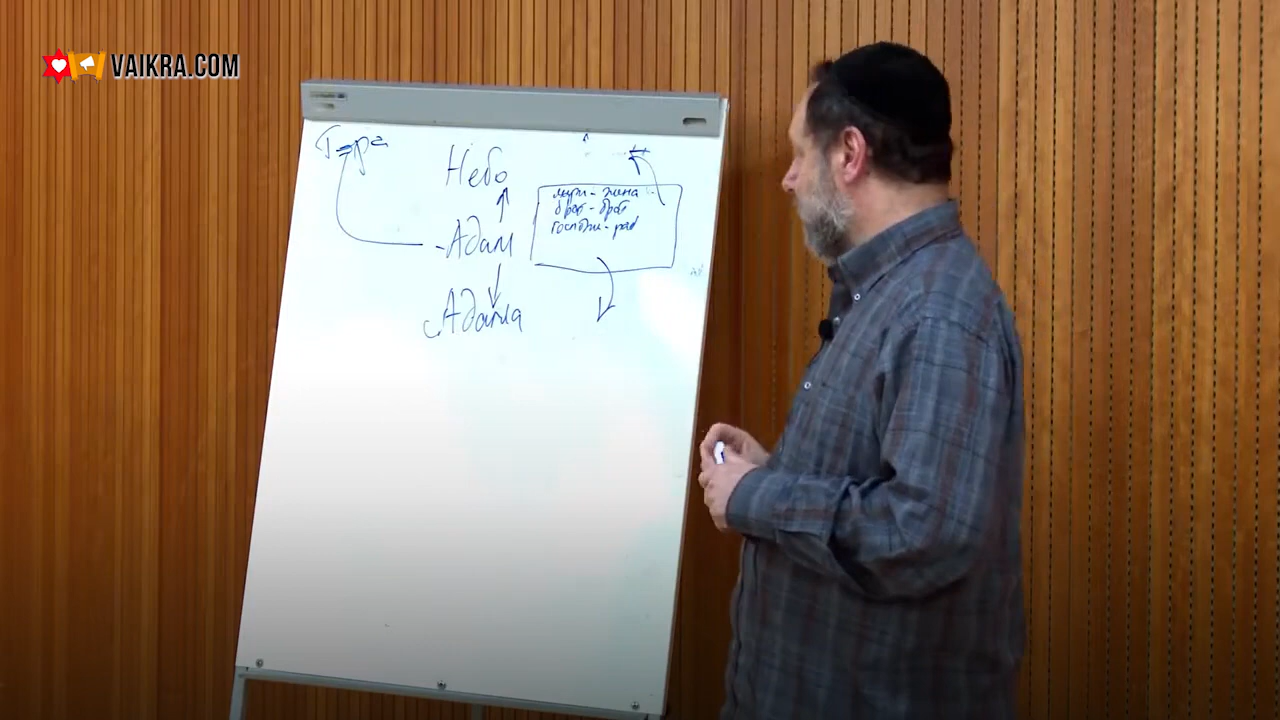 VAIKRA.COM
Тора
Небо
муж - жена
брат - брат
господин - раб
- Адам
Адама